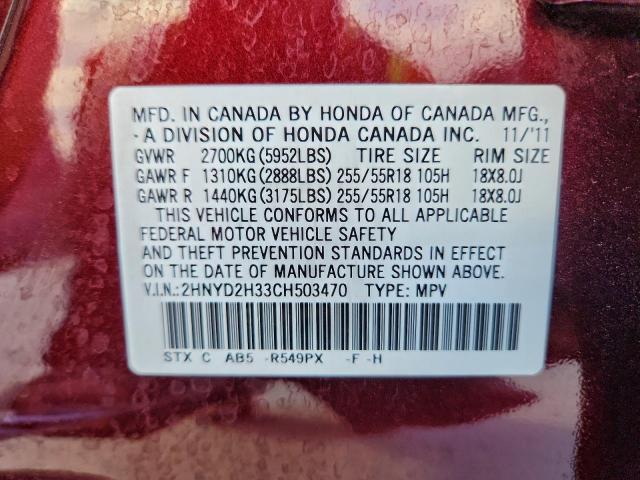 MFD. IN CANADA BY HONDA OF CANADA MFG.,
A DIVISION OF HONDA CANADA INC. 11/'11
GVWR 2700KG(5952LBS) TIRE SIZE RIM SIZE
GAWR F 1310KG(2888LBS) 255/55R18 105H 18X8.0J
GAWR R 1440KG(3175LBS) 255/55R18 105H 18X8.0J
THIS VEHICLE CONFORMS TO ALL APPLICABLE
FEDERAL MOTOR VEHICLE SAFETY
AND THEFT PREVENTION STANDARDS IN EFFECT
ON THE DATE OF MANUFACTURE SHOWN ABOVE.
V.I.N.:2HNYD2H33CH503470 TYPE: MPV
STX C AB5 -R549PX -F -H